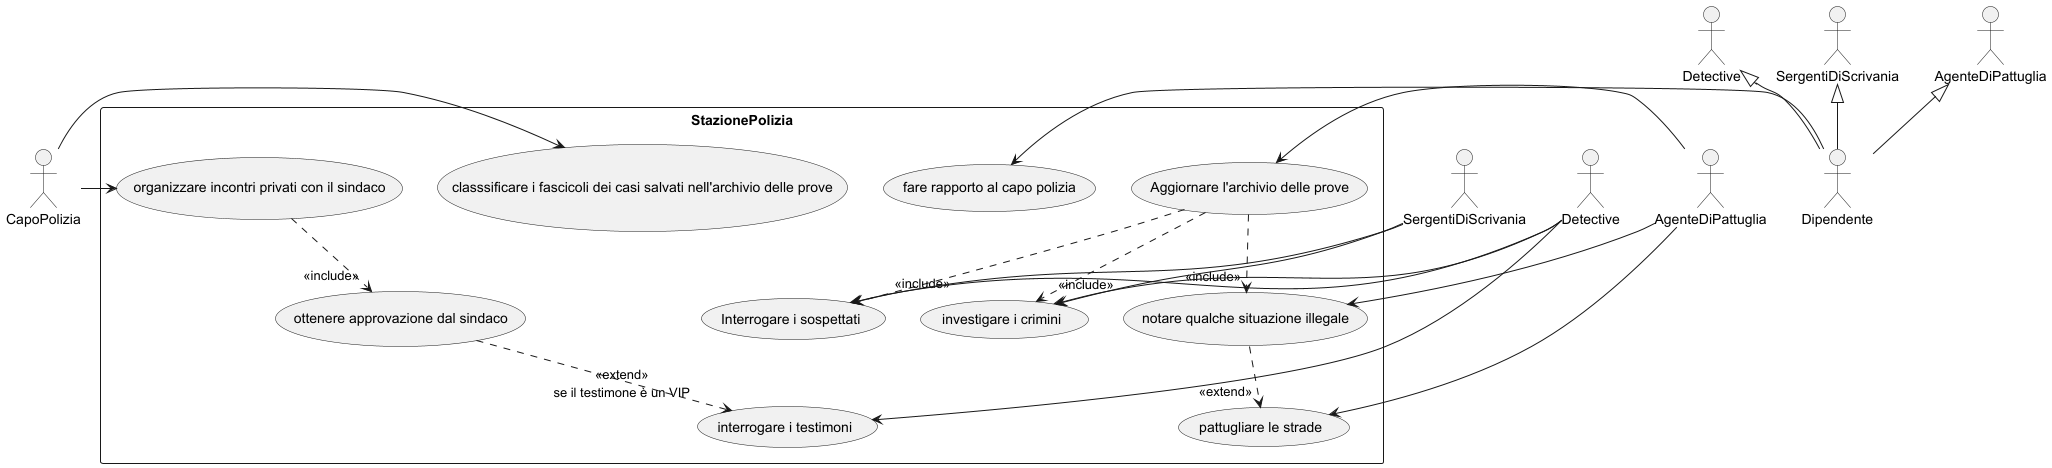 Detective
SergentiDiScrivania
AgenteDiPattuglia
StazionePolizia
CapoPolizia
organizzare incontri privati con il sindaco
classsificare i fascicoli dei casi salvati nell'archivio delle prove
fare rapporto al capo polizia
Aggiornare l'archivio delle prove
SergentiDiScrivania
Detective
AgenteDiPattuglia
Dipendente
«include»
«include»
«include»
«include»
ottenere approvazione dal sindaco
Interrogare i sospettati
investigare i crimini
notare qualche situazione illegale
«extend»
se il testimone è un VIP
«extend»
interrogare i testimoni
pattugliare le strade